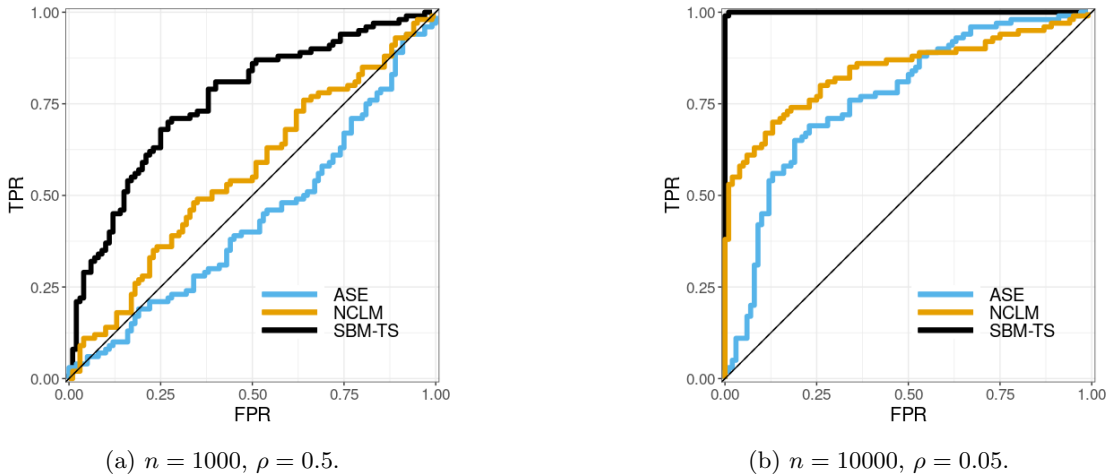 1.00
0.75
0.50
0.25
0.00
TPR
ASE
NCLM
SBM-TS
0.00 0.25 0.50 0.75 1.00
FPR
(a) n = 1000, ρ = 0.5.
1.00
0.75
0.50
0.25
0.00
TPR
ASE
NCLM
SBM-TS
0.00 0.25 0.50 0.75 1.00
FPR
(b) n = 10000, ρ = 0.05.